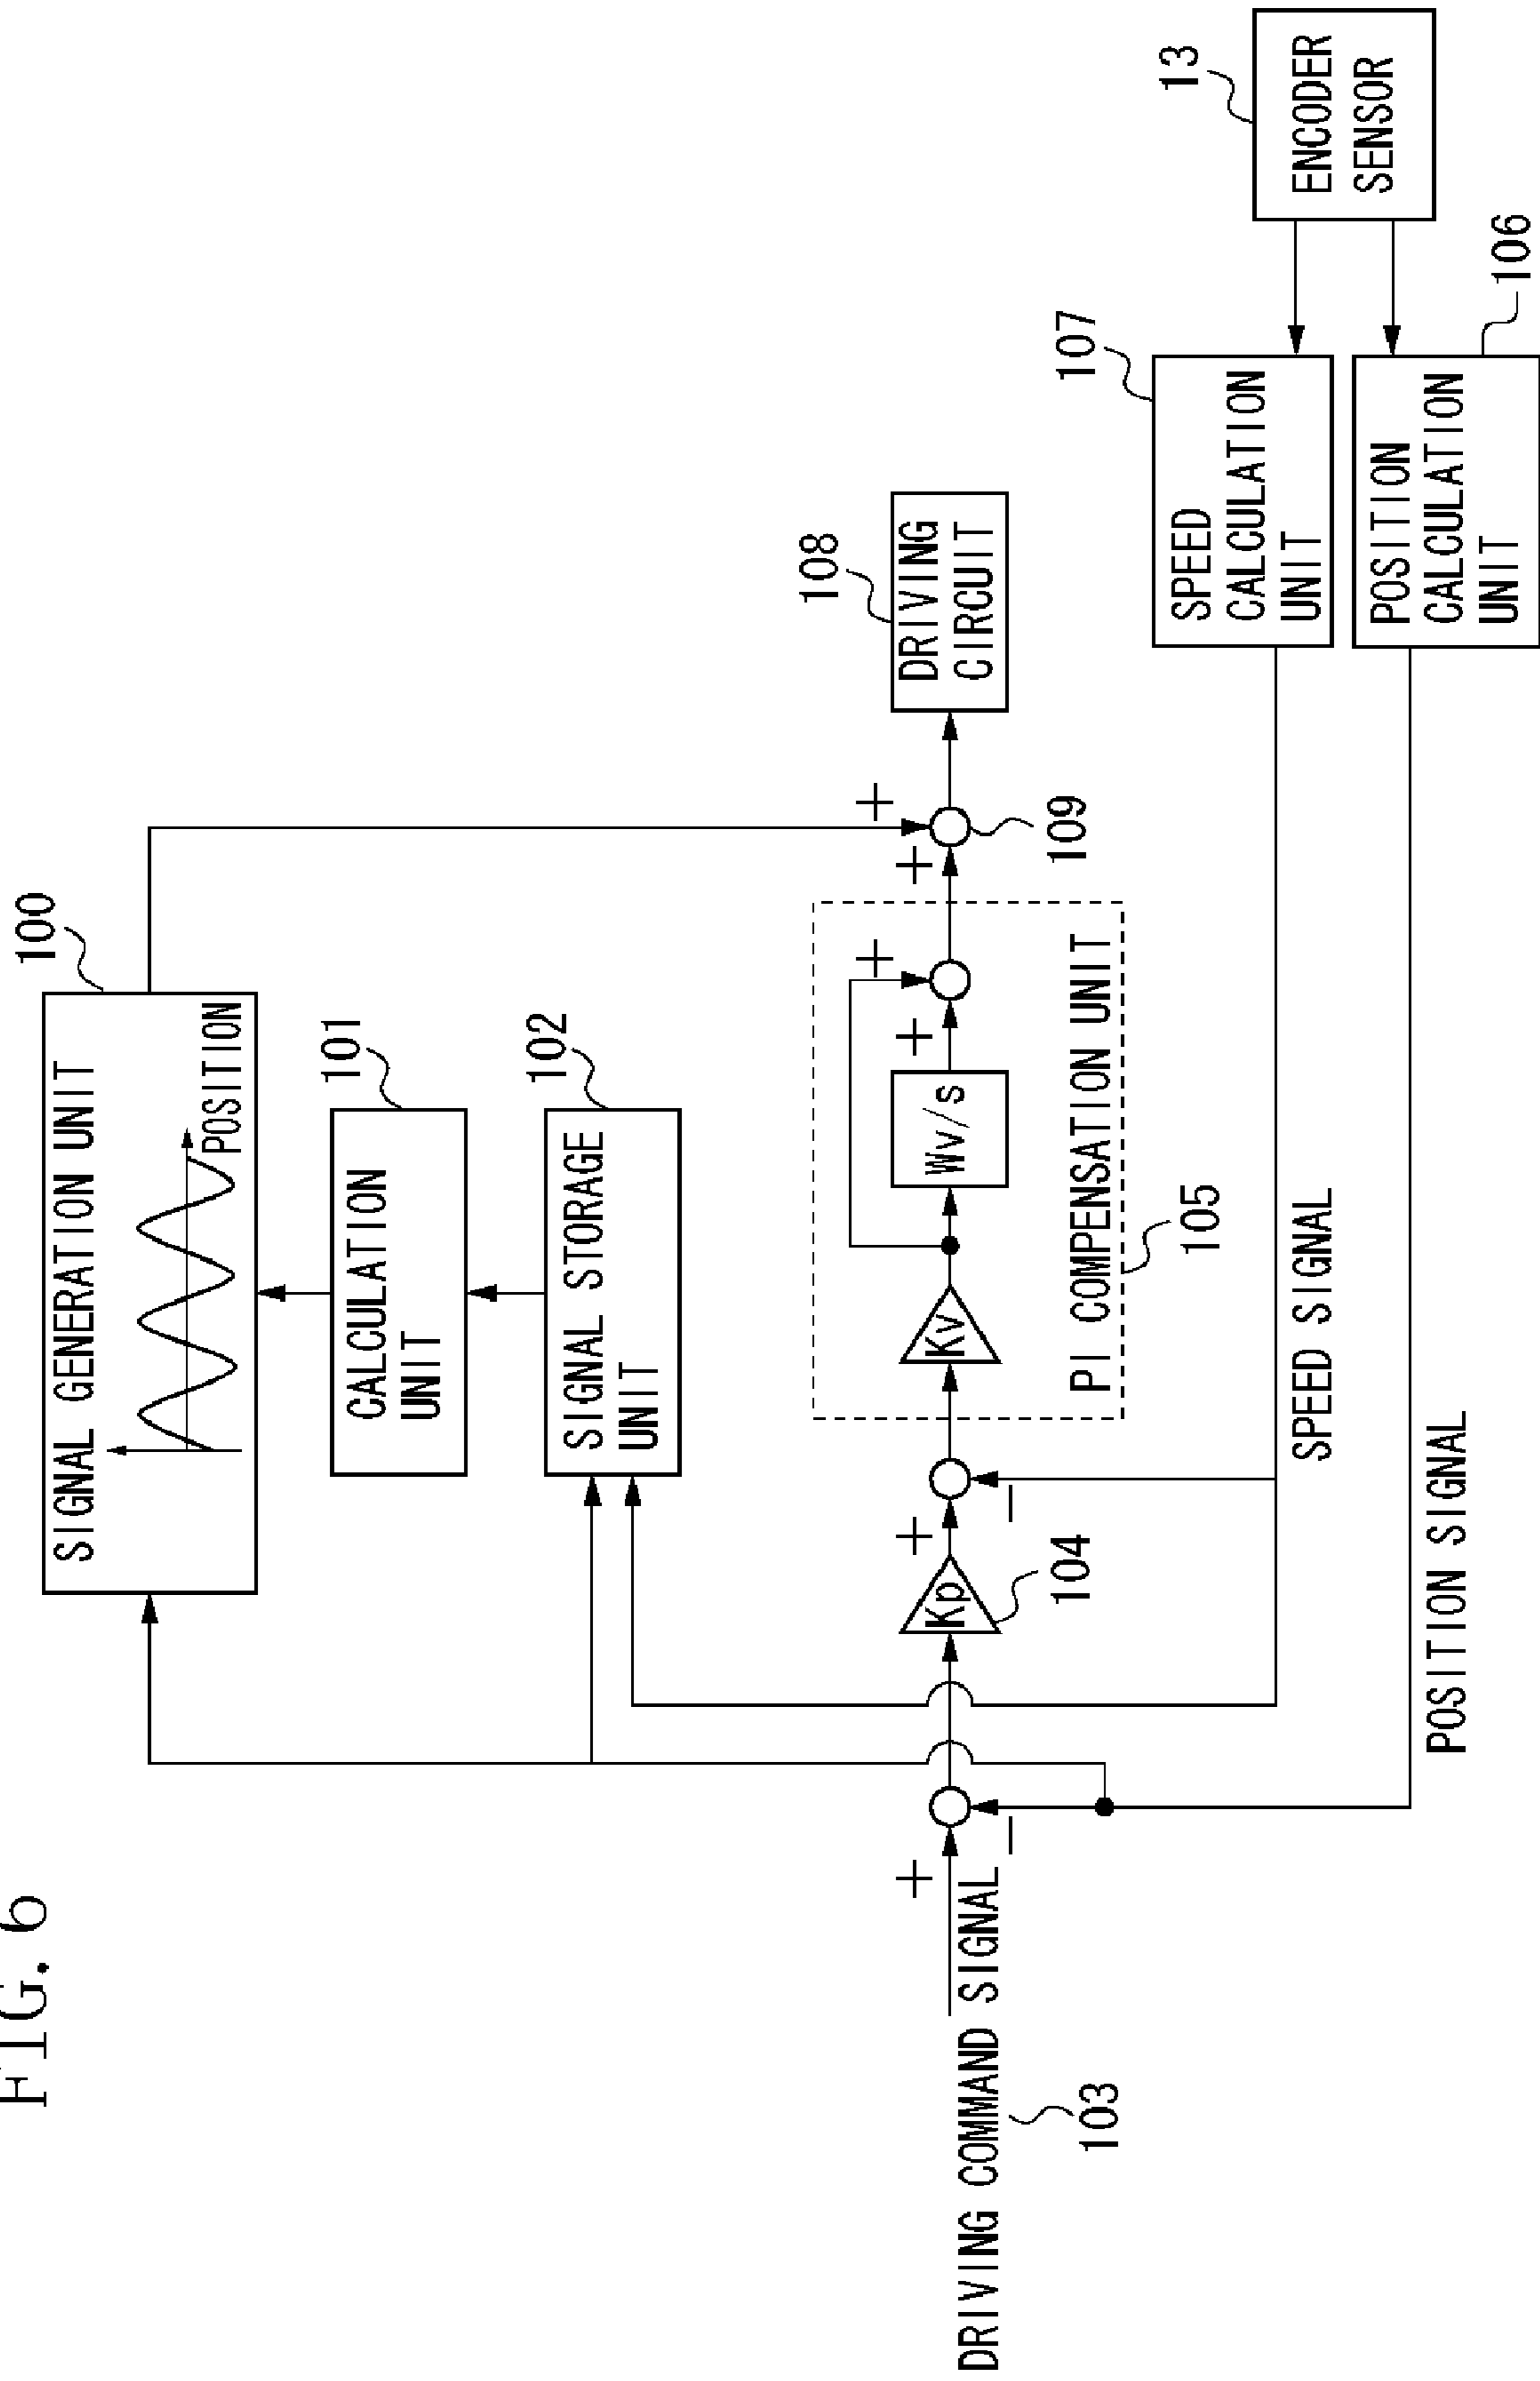 FIG. 6
100
SIGNAL GENERATION UNIT
POSITION
101
CALCULATION
UNIT
102
SIGNAL STORAGE
UNIT
DRIVING COMMAND SIGNAL
103
+
−
Kp
104
+
−
Kv
Wv/s
+
+
PI COMPENSATION UNIT
105
+
+
109
108
DRIVING
CIRCUIT
SPEED SIGNAL
POSITION SIGNAL
107
SPEED
CALCULATION
UNIT
POSITION
CALCULATION
UNIT
106
13
ENCODER
SENSOR